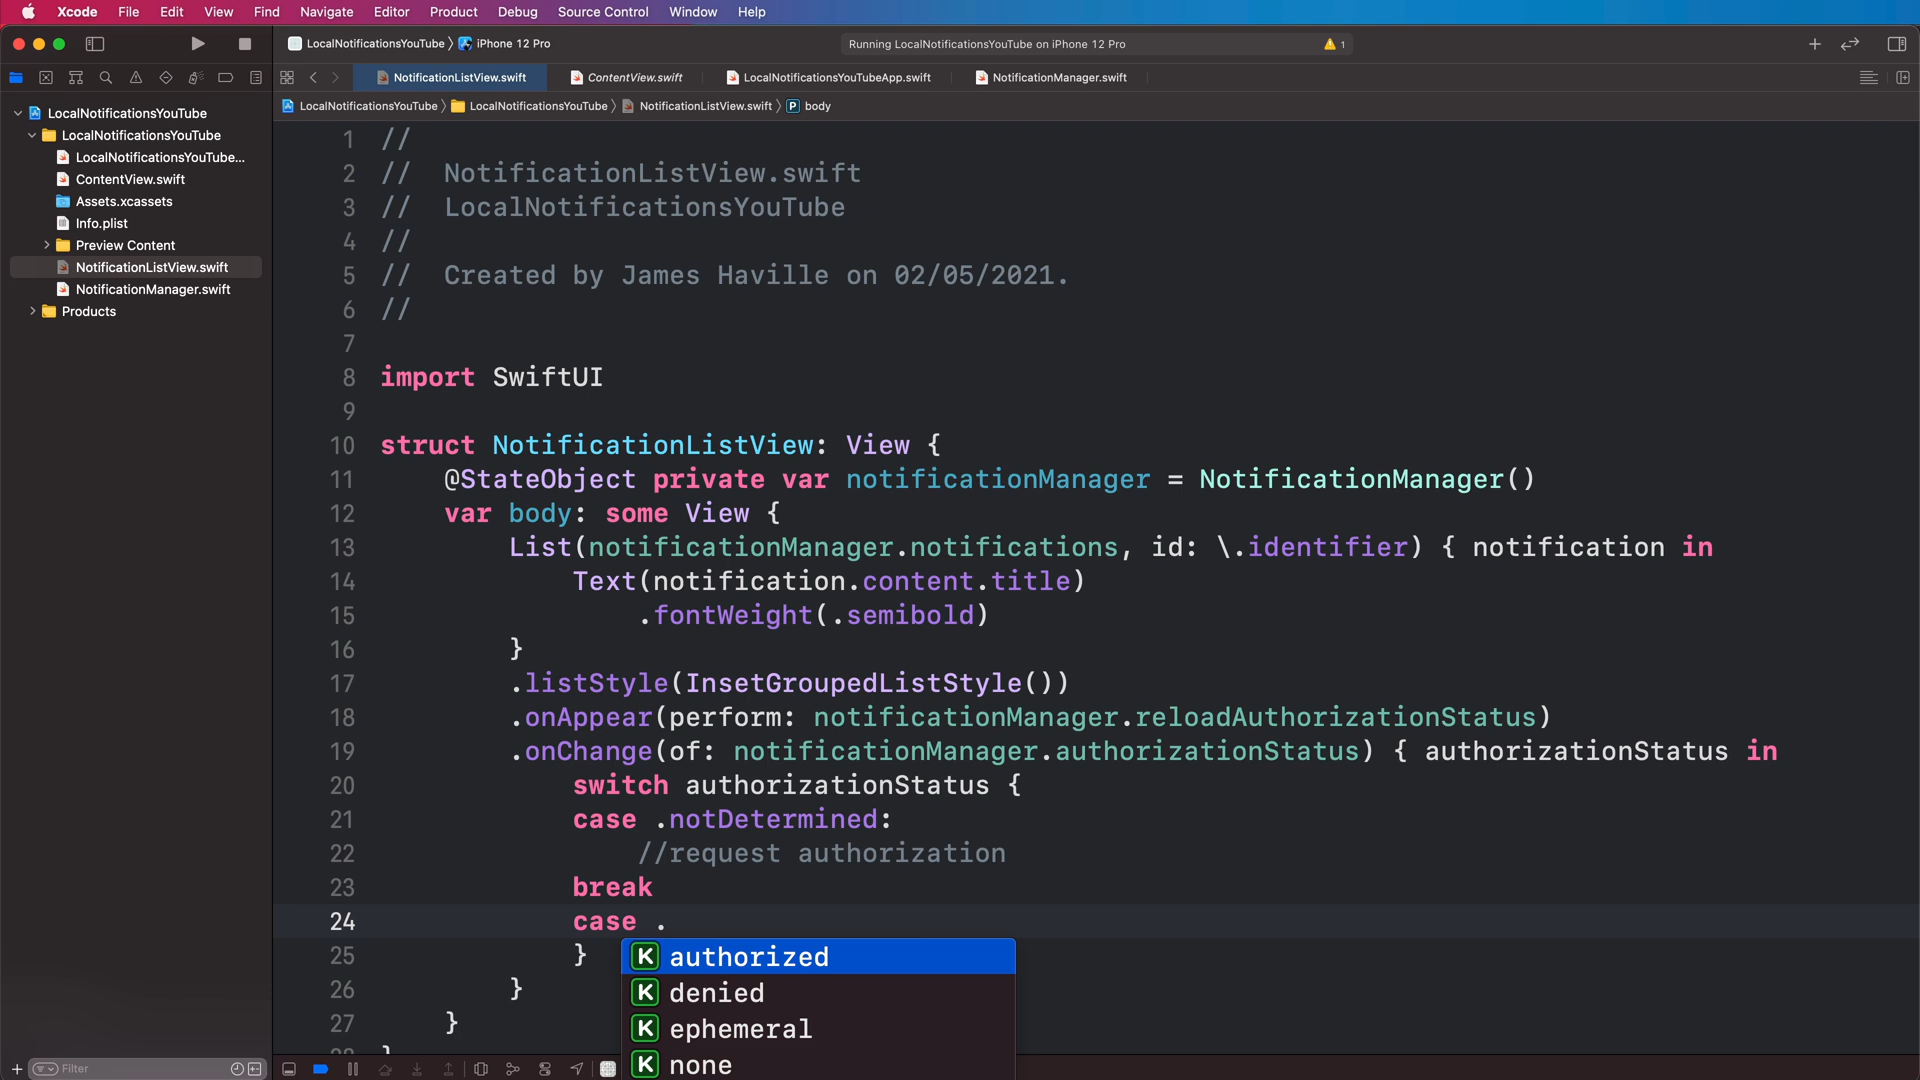 Xcode File Edit View Find Navigate Editor Product Debug Source Control Window Help
LocalNotificationsYouTube iPhone 12 Pro Running LocalNotificationsYouTube on iPhone 12 Pro 1
NotificationListView.swift ContentView.swift LocalNotificationsYouTubeApp.swift NotificationManager.swift
LocalNotificationsYouTube LocalNotificationsYouTube NotificationListView.swift P body
LocalNotificationsYouTube
LocalNotificationsYouTube
LocalNotificationsYouTube...
ContentView.swift
Assets.xcassets
Info.plist
Preview Content
NotificationListView.swift
NotificationManager.swift
Products
Filter
1 //
2 // NotificationListView.swift
3 // LocalNotificationsYouTube
4 //
5 // Created by James Haville on 02/05/2021.
6 //
7
8 import SwiftUI
9
10 struct NotificationListView: View {
11 @StateObject private var notificationManager = NotificationManager()
12 var body: some View {
13 List(notificationManager.notifications, id: \.identifier) { notification in
14 Text(notification.content.title)
15 .fontWeight(.semibold)
16 }
17 .listStyle(InsetGroupedListStyle())
18 .onAppear(perform: notificationManager.reloadAuthorizationStatus)
19 .onChange(of: notificationManager.authorizationStatus) { authorizationStatus in
20 switch authorizationStatus {
21 case .notDetermined:
22 //request authorization
23 break
24 case .
25 }
26 }
27 }
K authorized
K denied
K ephemeral
K none